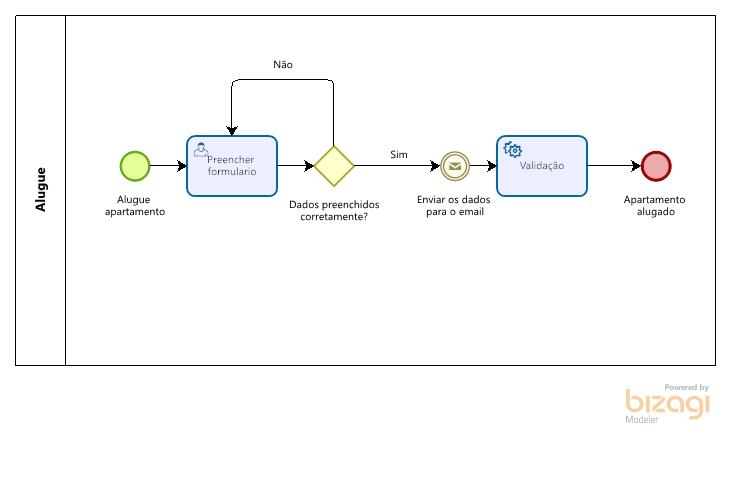 Alugue
Não
Alugue
apartamento
Preencher
formulario
Dados preenchidos
corretamente?
Sim
Enviar os dados
para o email
Validação
Apartamento
alugado
Powered by
bizagi
Modeler